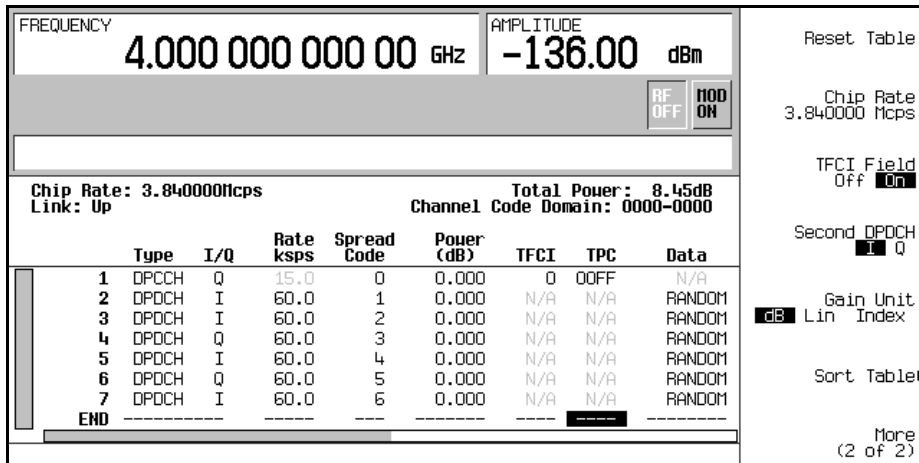 FREQUENCY
4.000 000 000 00 GHz
AMPLITUDE
-136.00 dBm
RF OFF
MOD ON
Chip Rate: 3.840000Mcps
Total Power: 8.45dB
Link: Up
Channel Code Domain: 0000-0000
Type I/Q Rate ksps Spread Code Power (dB) TFCI TPC Data
1 DPCCH Q 15.0 0 0.000 0 00FF N/A
2 DPDCH I 60.0 1 0.000 N/A N/A RANDOM
3 DPDCH I 60.0 2 0.000 N/A N/A RANDOM
4 DPDCH Q 60.0 3 0.000 N/A N/A RANDOM
5 DPDCH I 60.0 4 0.000 N/A N/A RANDOM
6 DPDCH Q 60.0 5 0.000 N/A N/A RANDOM
7 DPDCH I 60.0 6 0.000 N/A N/A RANDOM
END ---------- ----- --- ------- ---- ---- --------
Reset Table
Chip Rate
3.840000 Mcps
TFCI Field
Off On
Second DPDCH
I Q
Gain Unit
dB Lin Index
Sort Table
More
(2 of 2)